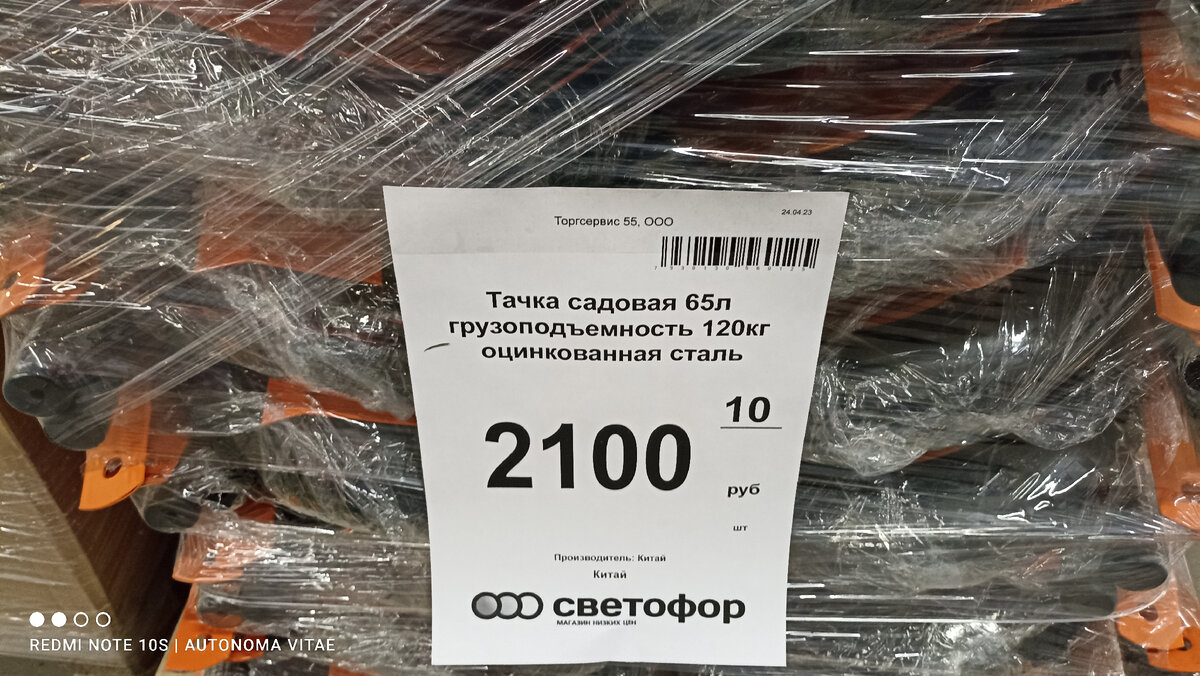 Торгсервис 55, ООО
24.04.23
Тачка садовая 65л
грузоподъемность 120кг
оцинкованная сталь
2100
10
руб
шт
Производитель: Китай
Китай
светофор
МАГАЗИН НИЗКИХ ЦЕН
REDMI NOTE 10S | AUTONOMA VITAE